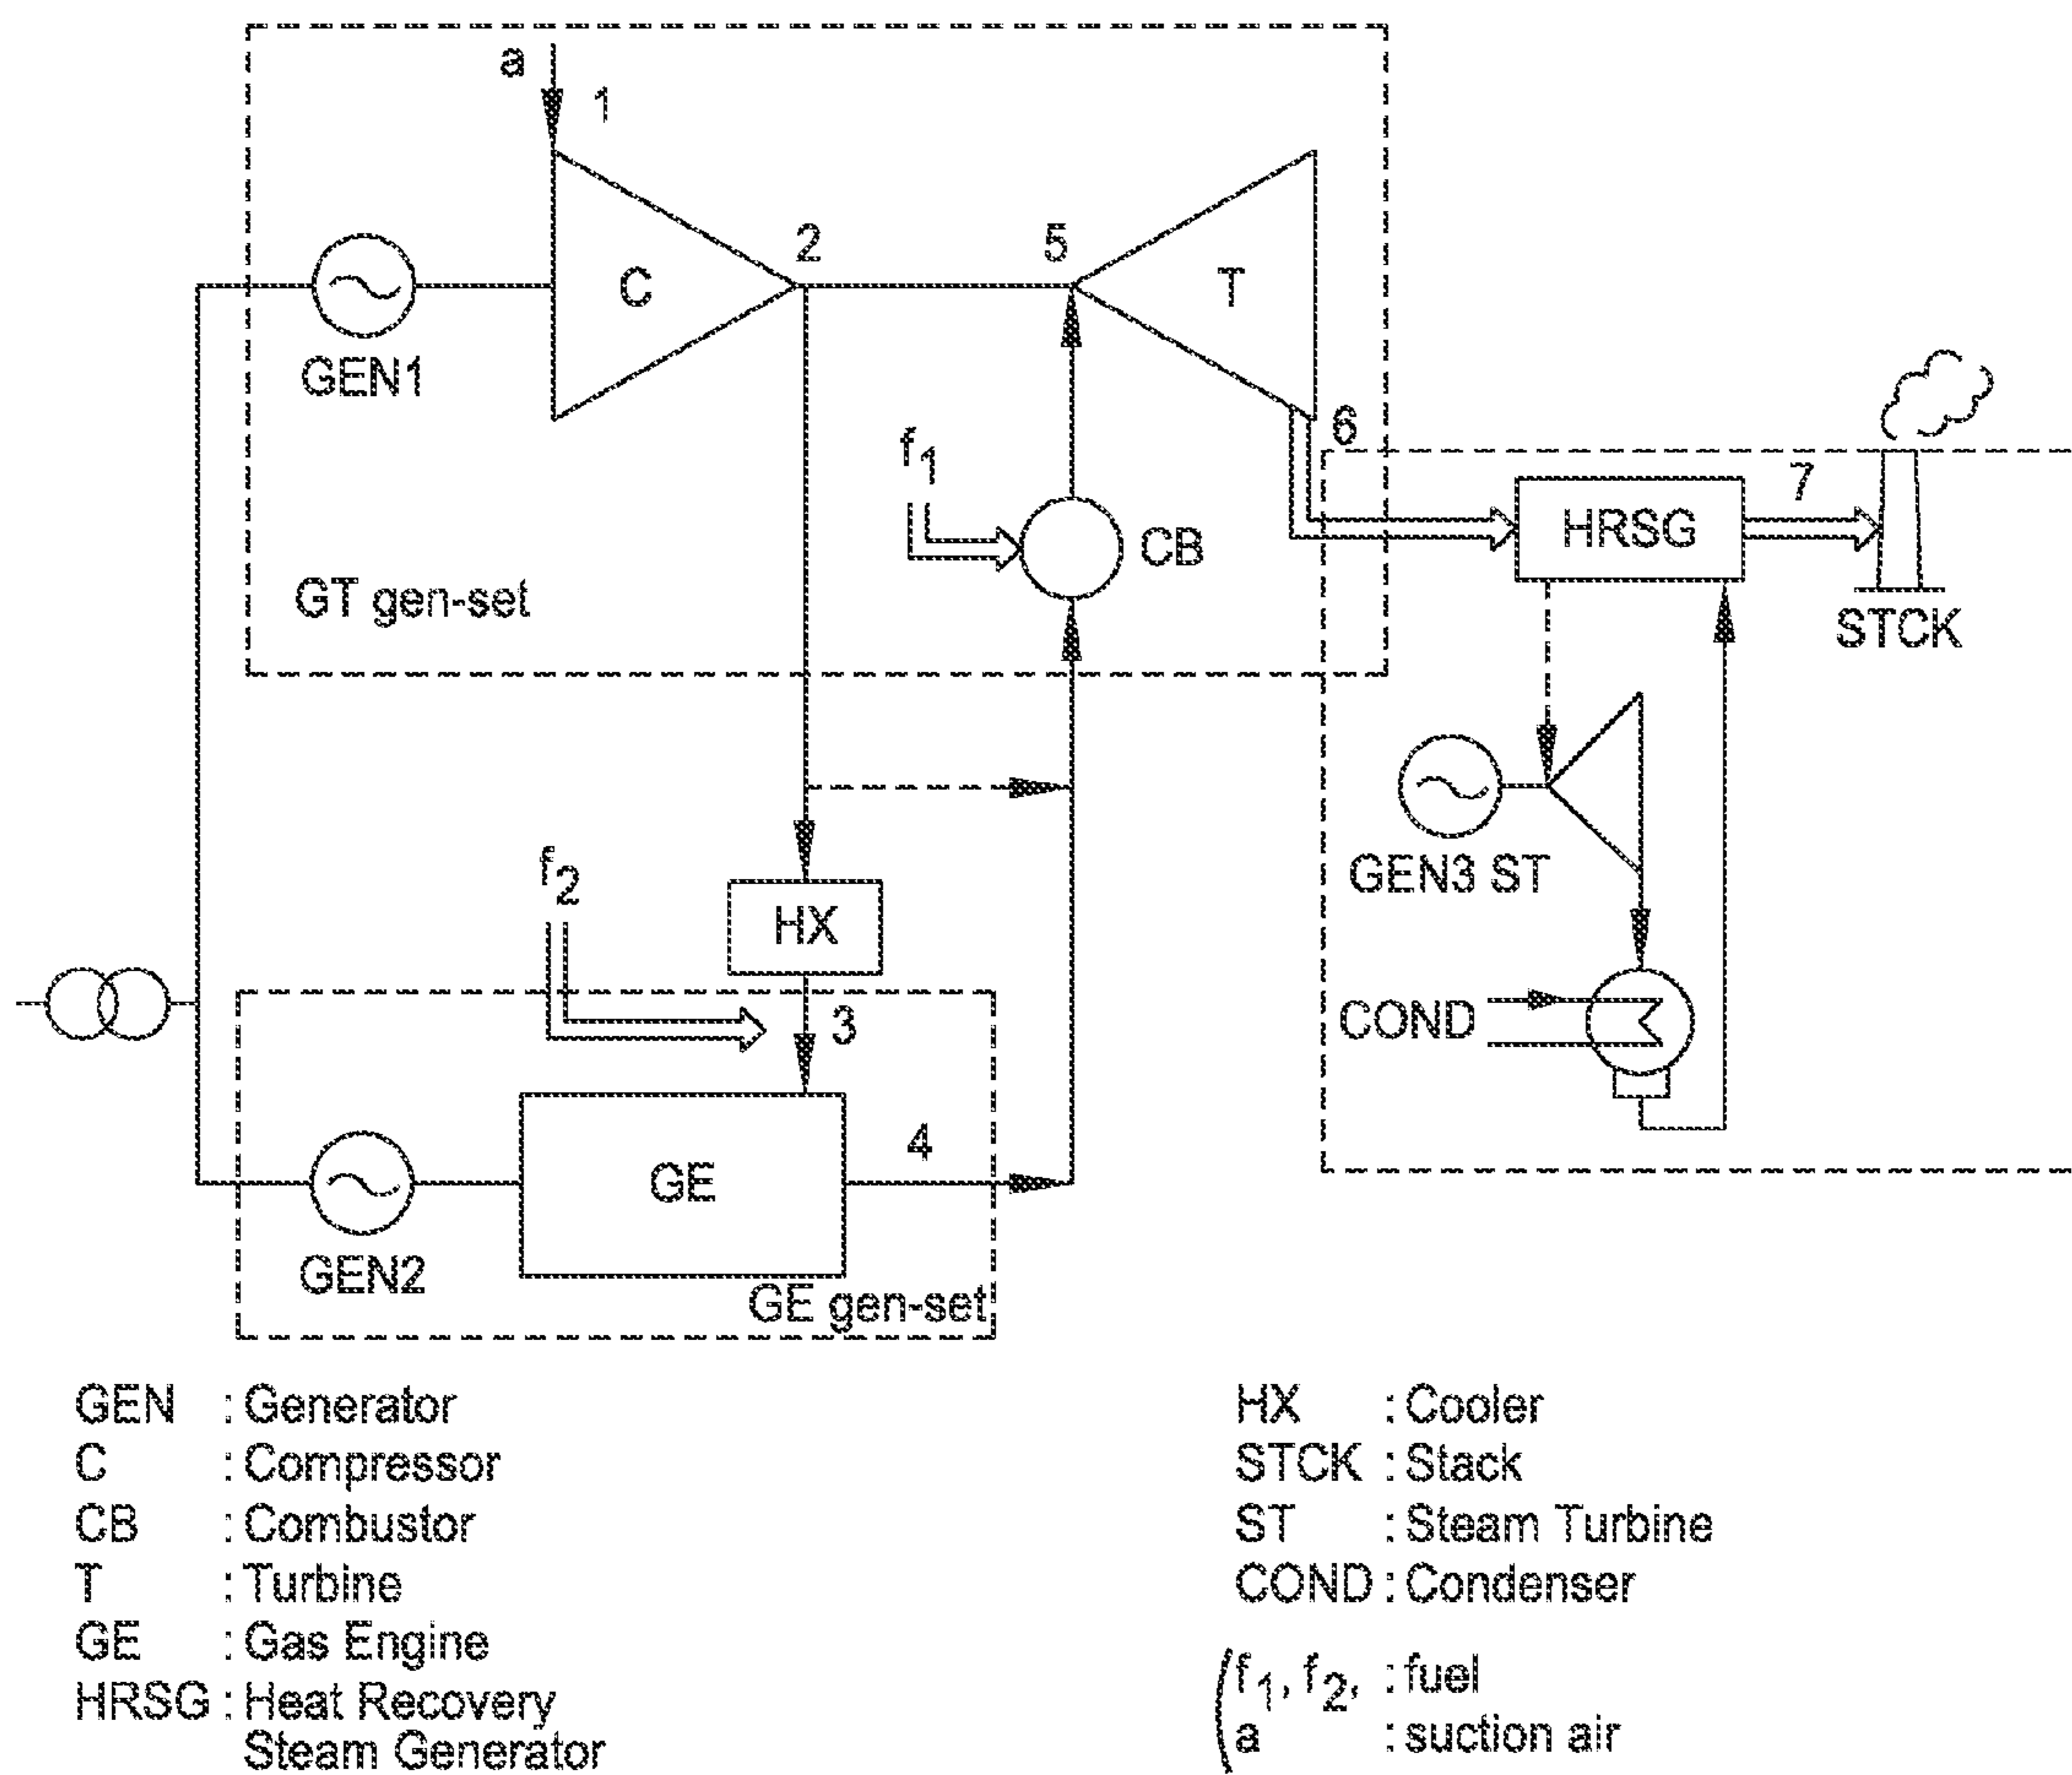 a
1
2
5
C
T
GEN1
6
f1
7
HRSG
CB
GT gen-set
STCK
GEN3 ST
f2
HX
3
COND
4
GE
GEN2
GE gen-set
GEN : Generator
C : Compressor
CB : Combustor
T : Turbine
GE : Gas Engine
HRSG : Heat Recovery
Steam Generator
HX : Cooler
STCK : Stack
ST : Steam Turbine
COND : Condenser
(f1, f2, : fuel
a : suction air